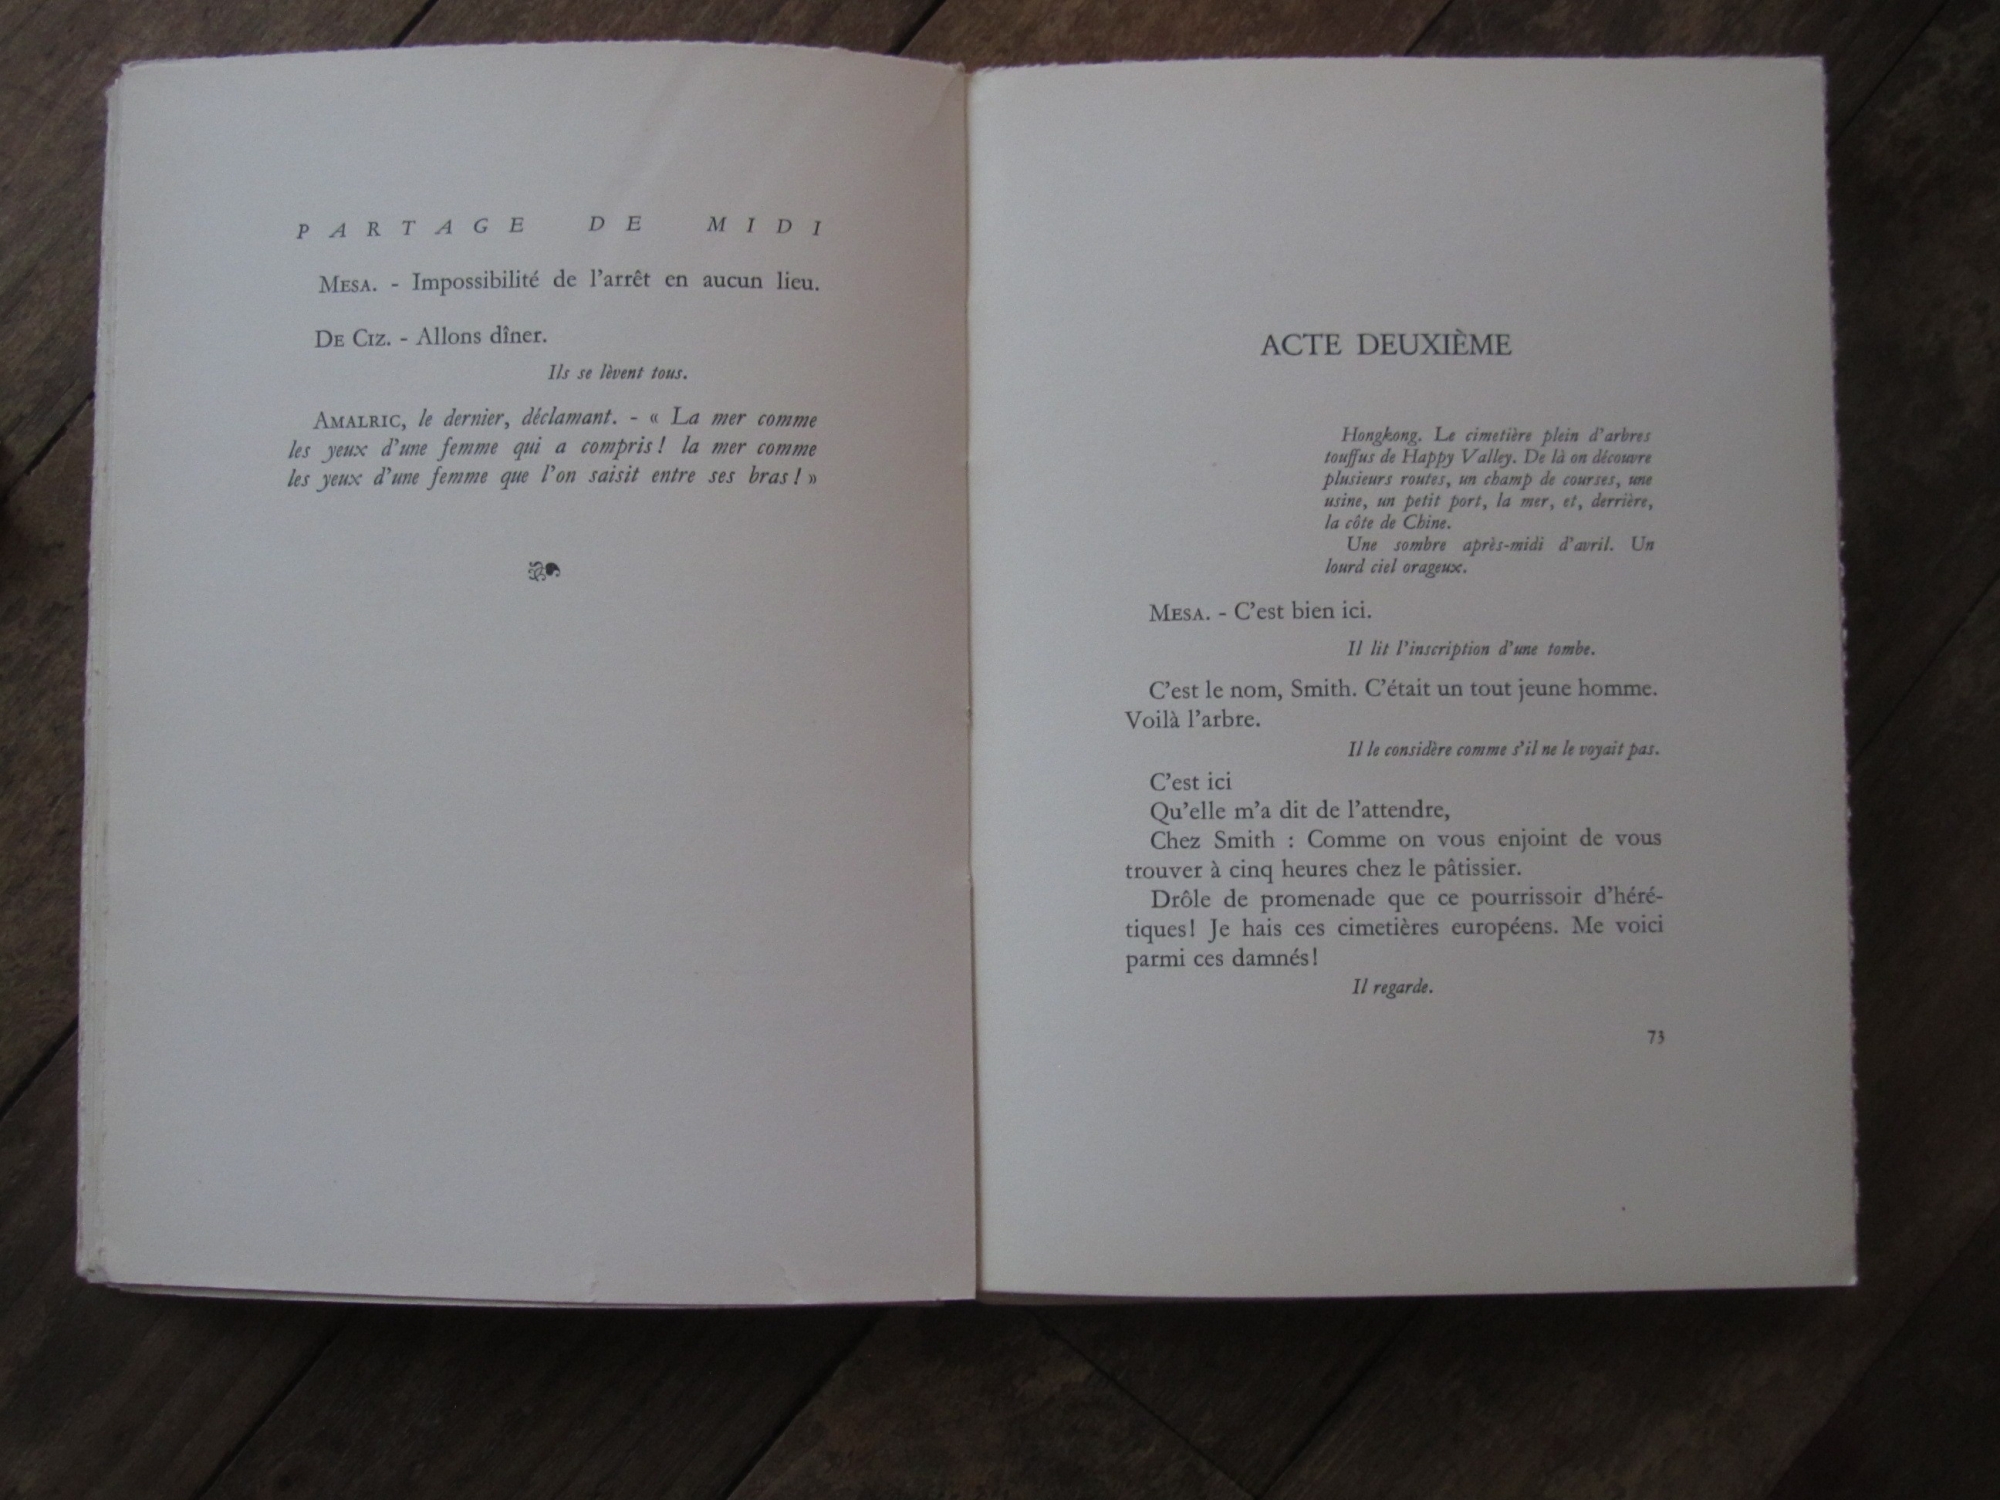 PARTAGE DE MIDI
MESA. - Impossibilité de l'arrêt en aucun lieu.
DE CIZ. - Allons dîner.
Ils se lèvent tous.
AMALRIC, le dernier, déclamant. - « La mer comme
les yeux d'une femme qui a compris ! la mer comme
les yeux d'une femme que l'on saisit entre ses bras ! »
ACTE DEUXIÈME
Hongkong. Le cimetière plein d'arbres
touffus de Happy Valley. De là on découvre
plusieurs routes, un champ de courses, une
usine, un petit port, la mer, et, derrière,
la côte de Chine.
Une sombre après-midi d'avril. Un
lourd ciel orageux.
MESA. - C'est bien ici.
Il lit l'inscription d'une tombe.
C'est le nom, Smith. C'était un tout jeune homme.
Voilà l'arbre.
Il le considère comme s'il ne le voyait pas.
C'est ici
Qu'elle m'a dit de l'attendre,
Chez Smith : Comme on vous enjoint de vous
trouver à cinq heures chez le pâtissier.
Drôle de promenade que ce pourrissoir d'héré-
tiques! Je hais ces cimetières européens. Me voici
parmi ces damnés!
Il regarde.
73